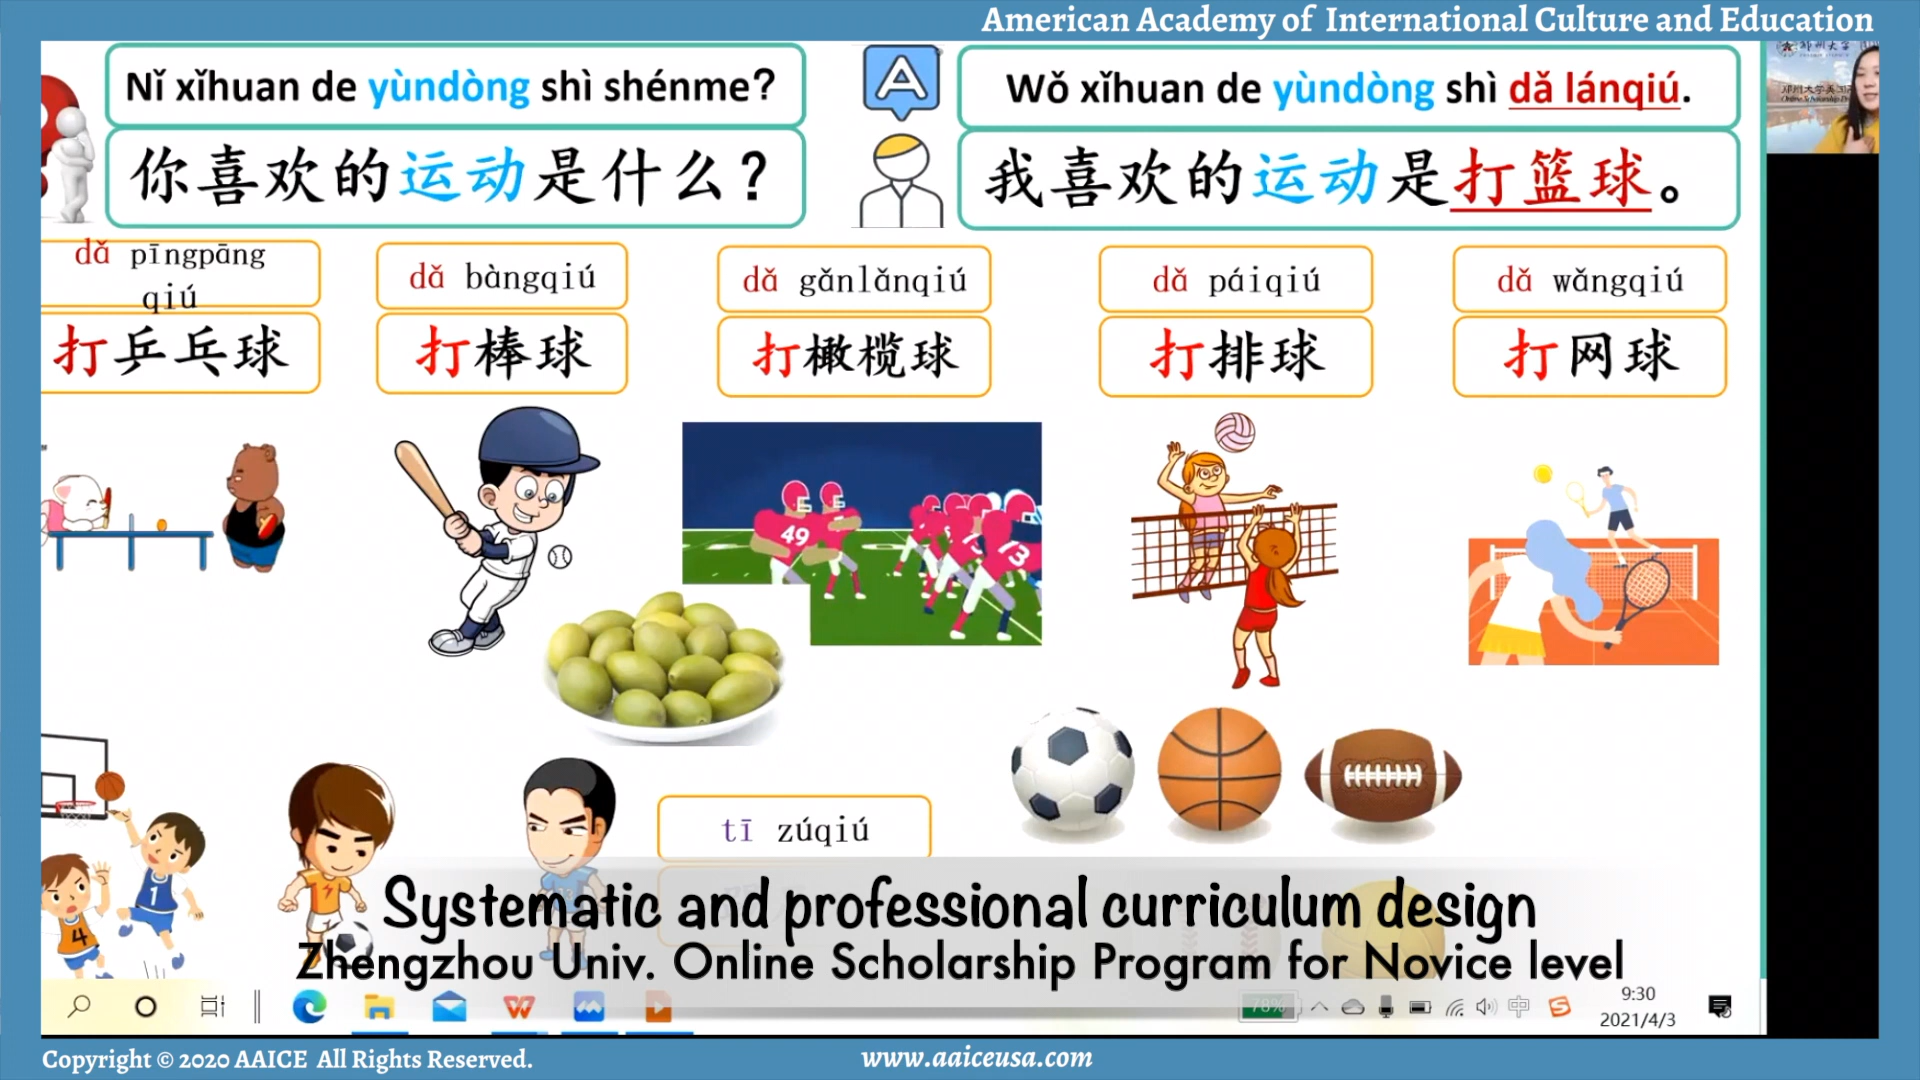 American Academy of International Culture and Education
Nǐ xǐhuan de yùndòng shì shénme?
你喜欢的运动是什么?
A
Wǒ xǐhuan de yùndòng shì dǎ lánqiú.
我喜欢的运动是打篮球。
dǎ pīngpāng
qiú
打乒乓球
dǎ bàngqiú
打棒球
dǎ gǎnlǎnqiú
打橄榄球
dǎ páiqiú
打排球
dǎ wǎngqiú
打网球
49
13
1
4
tī zúqiú
Systematic and professional curriculum design
Zhengzhou Univ. Online Scholarship Program for Novice level
78%
中
9:30
2021/4/3
Copyright © 2020 AAICE All Rights Reserved.
www.aaiceusa.com